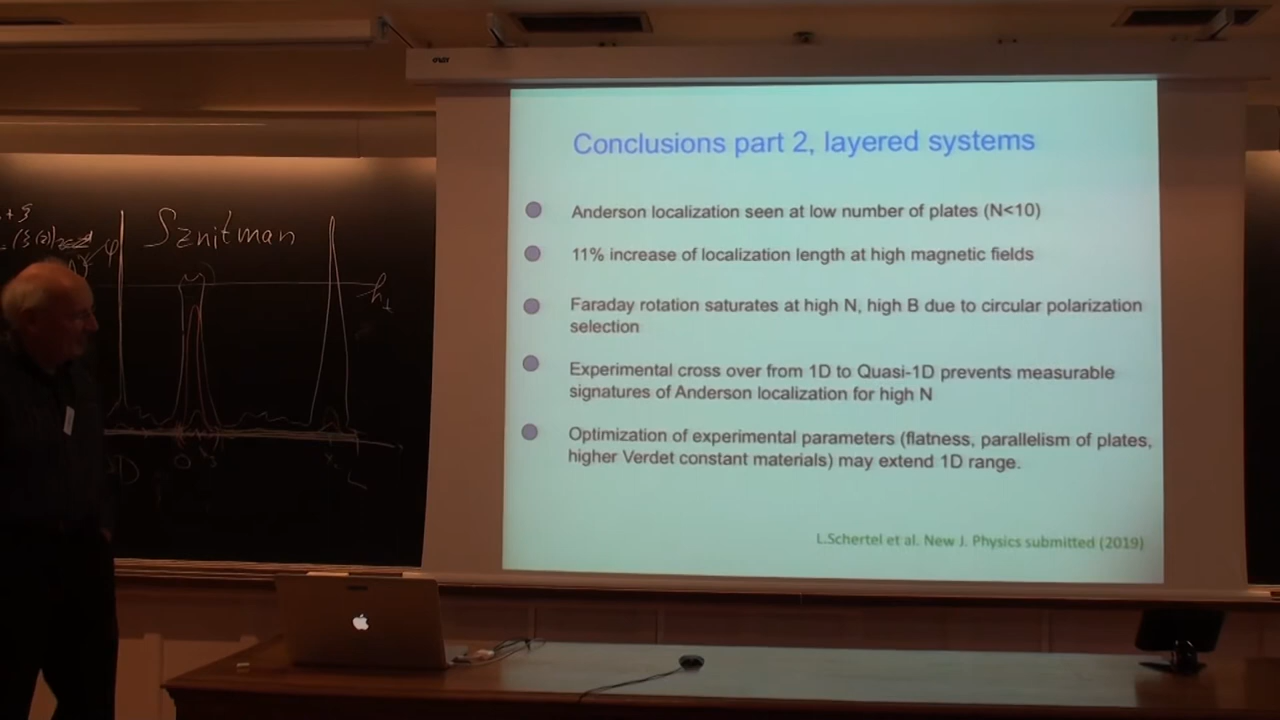 Sznitman
h
φ
Conclusions part 2, layered systems
Anderson localization seen at low number of plates (N<10)
11% increase of localization length at high magnetic fields
Faraday rotation saturates at high N, high B due to circular polarization
selection
Experimental cross over from 1D to Quasi-1D prevents measurable
signatures of Anderson localization for high N
Optimization of experimental parameters (flatness, parallelism of plates,
higher Verdet constant materials) may extend 1D range.
L.Schertel et al. New J. Physics submitted (2019)